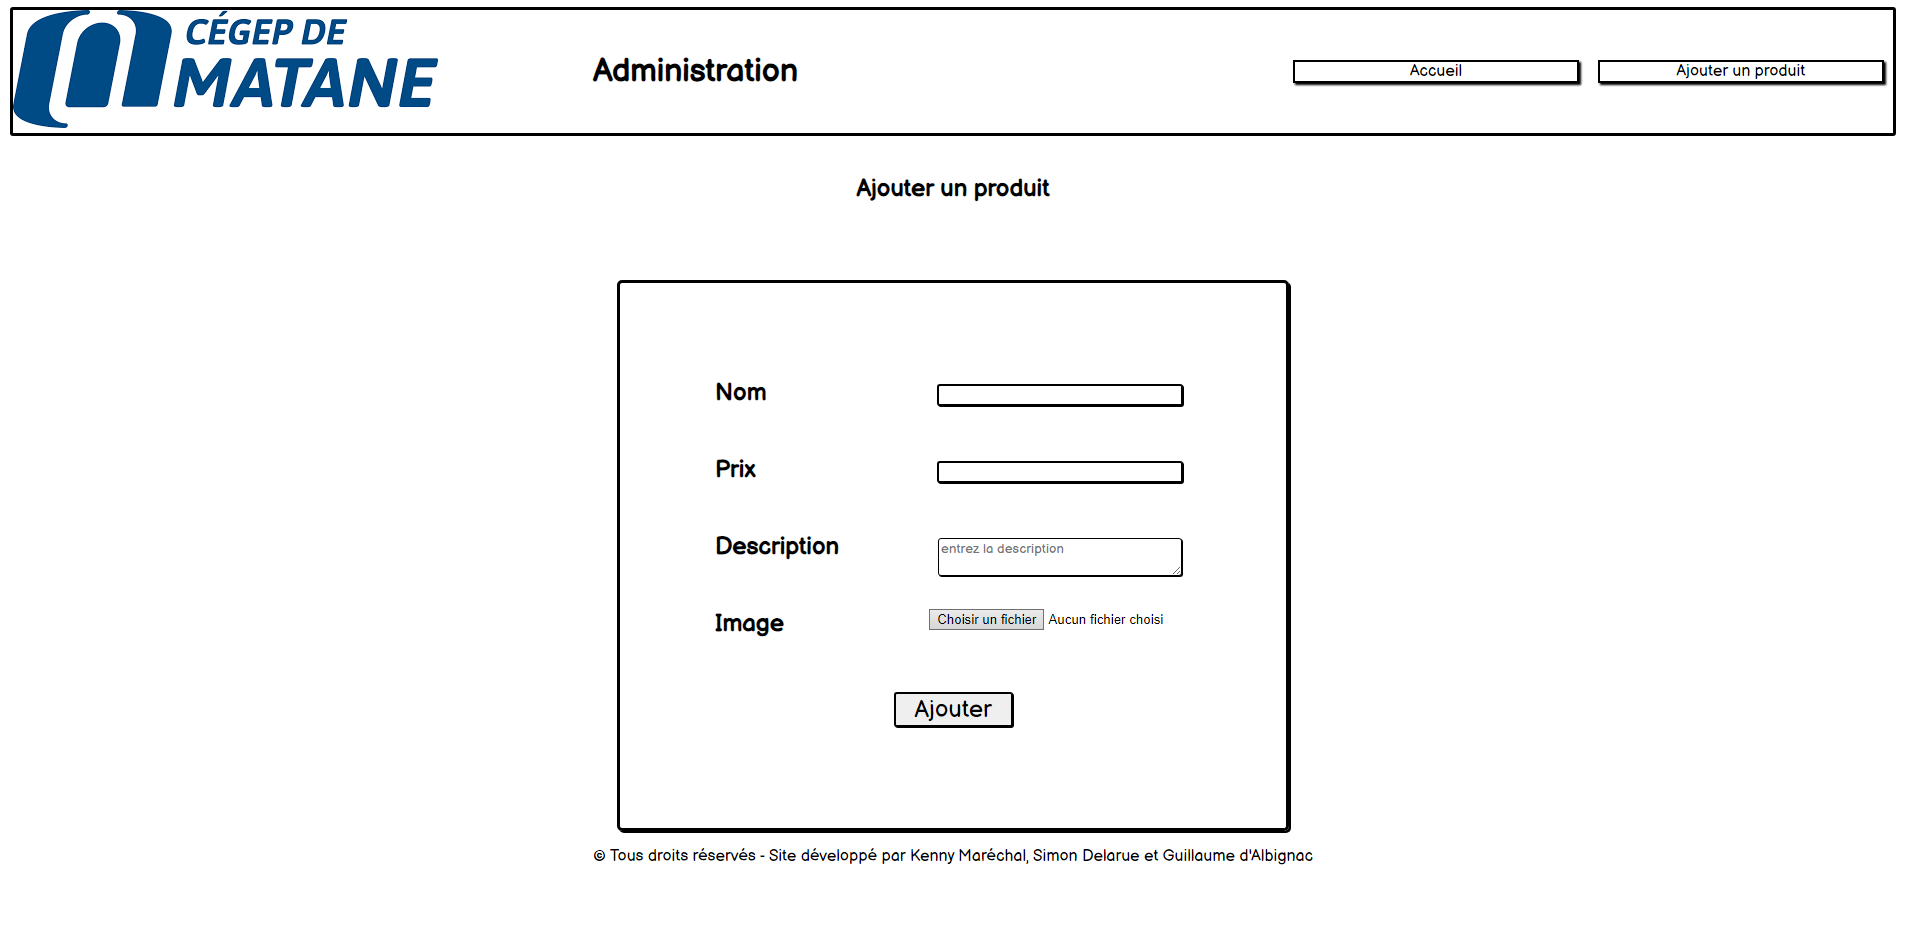 CÉGEP DE
MATANE
Administration
Accueil
Ajouter un produit
Ajouter un produit
Nom
Prix
Description
entrez la description
Image
Choisir un fichier Aucun fichier choisi
Ajouter
© Tous droits réservés - Site développé par Kenny Maréchal, Simon Delarue et Guillaume d'Albignac